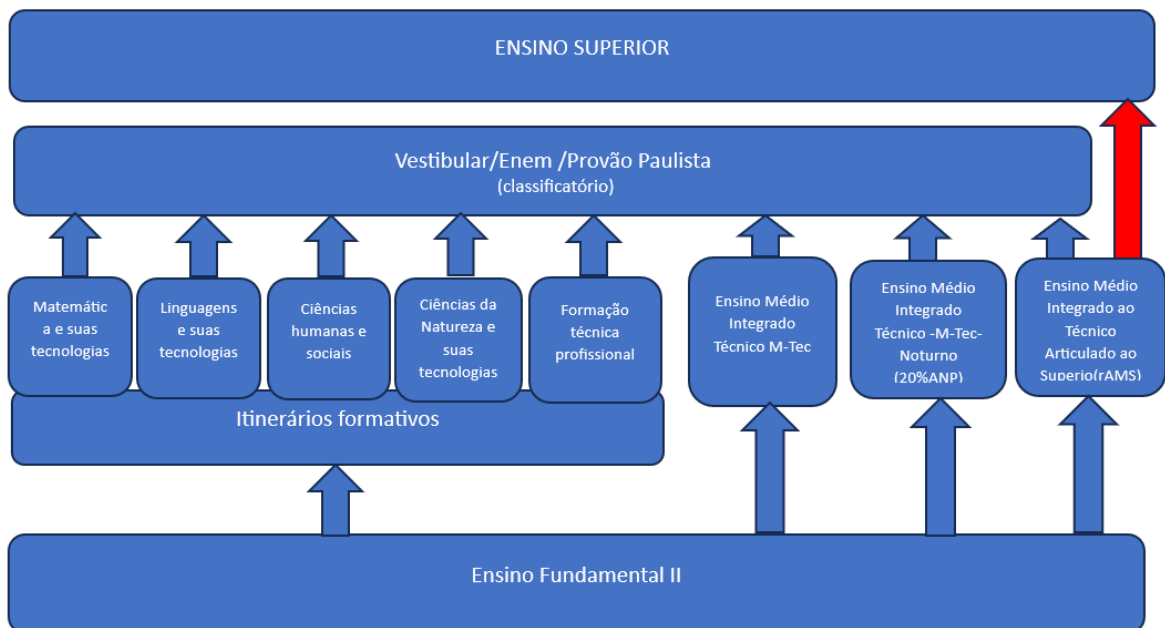 ENSINO SUPERIOR
Vestibular/Enem /Provão Paulista
(classificatório)
Matemátic
a e suas
tecnologias
Linguagens
e suas
tecnologias
Ciências
humanas e
sociais
Ciências da
Natureza e
suas
tecnologias
Formação
técnica
profissional
Ensino Médio
Integrado
Técnico M-Tec
Ensino Médio
Integrado
Técnico -M-Tec-
Noturno
(20%ANP)
Ensino Médio
Integrado ao
Técnico
Articulado ao
Superio(rAMS)
Itinerários formativos
Ensino Fundamental II